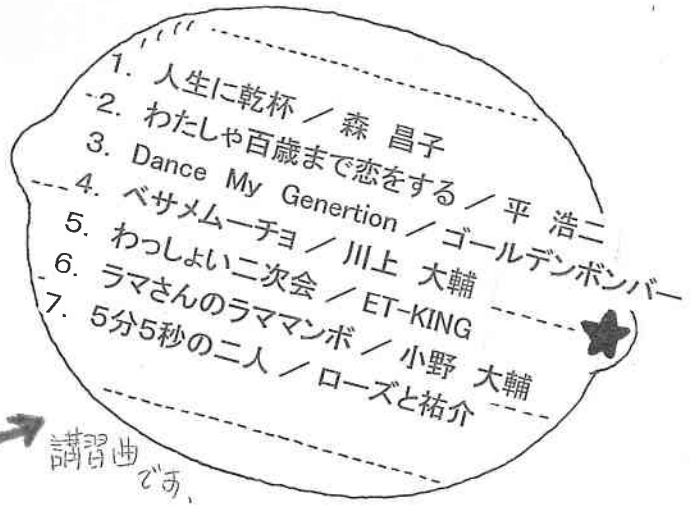 1. 人生に乾杯／森 昌子
2. わたしゃ百歳まで恋をする／平 浩二
3. Dance My Genertion／ゴールデンボンバー
4. ベサメムーチョ／川上 大輔
5. わっしょい二次会／ET-KING
6. ラマさんのラママンボ／小野 大輔
7. 5分5秒の二人／ローズと祐介
講習曲
です、